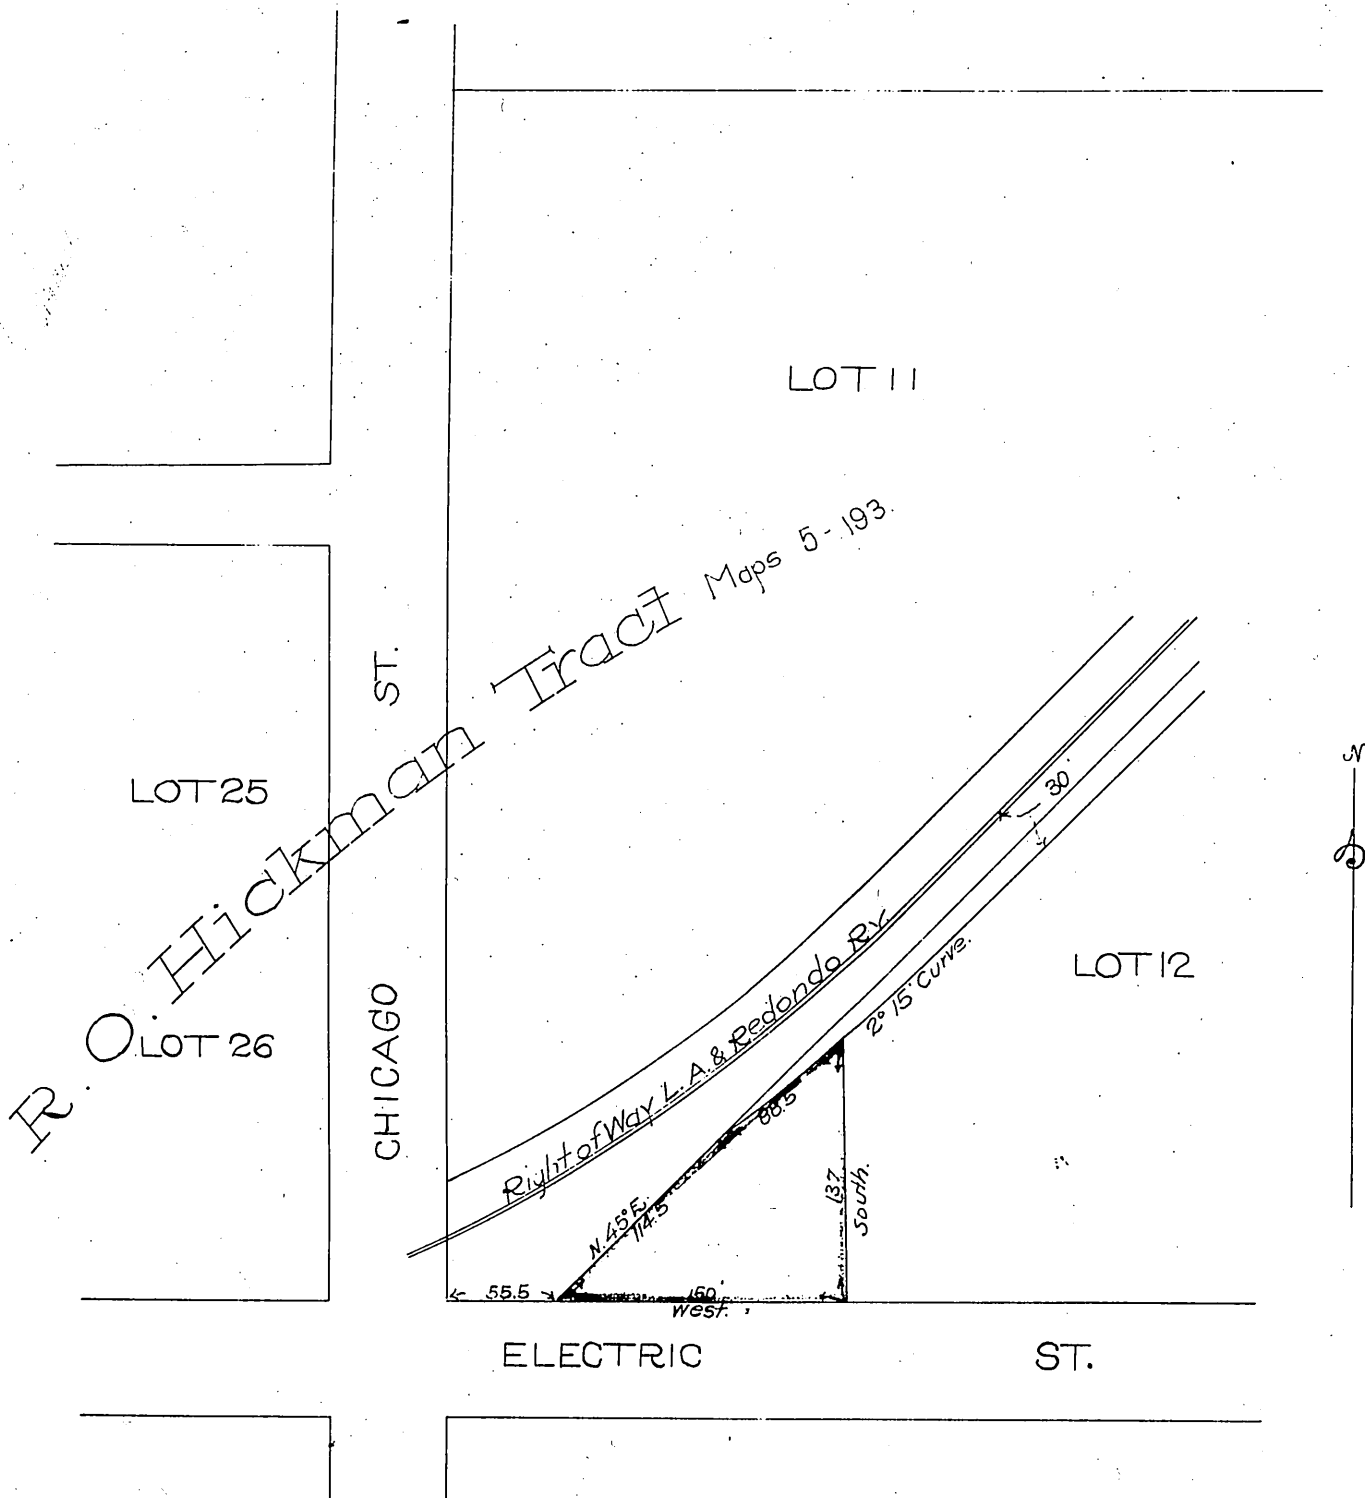 LOT 11
R. O. Hickman Tract Maps 5-193.
ST.
CHICAGO
LOT 25
LOT 26
N
30'
LOT 12
Right of Way L.A. & Redondo Ry.
2° 15' Curve.
88.5
N. 45° E.
114.5
137
South.
55.5
150'
West.
ELECTRIC ST.